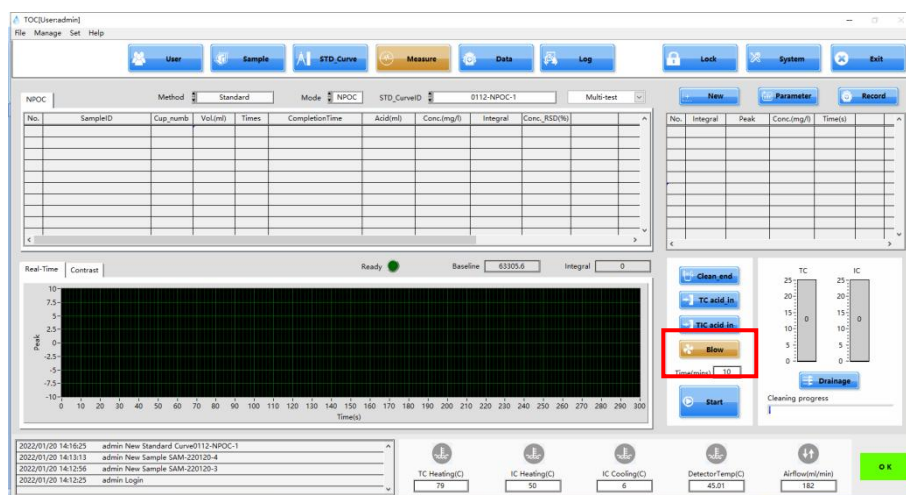 TOC[User:admin]
File Manage Set Help
User Sample STD_Curve Measure Data Log Lock System Exit
NPOC Method Standard Mode NPOC STD_CurveID 0112-NPOC-1 Multi-test New Parameter Record
No. SampleID Cup_numb Vol.(ml) Times CompletionTime Acid(ml) Conc.(mg/l) Integral Conc._RSD(%)
No. Integral Peak Conc.(mg/l) Time(s)
Real-Time Contrast Ready Baseline 63305.6 Integral 0
Peak
10
7.5
5
2.5
0
-2.5
-5
-7.5
-10
0 10 20 30 40 50 60 70 80 90 100 110 120 130 140 150 160 170 180 190 200 210 220 230 240 250 260 270 280 290 300
Time(s)
Clean_end
TC acid_in
TIC acid_in
Blow
Time(mins) 10
Start
TC IC
25 25
20 20
15 15
0 0
10 10
5 5
0 0
Drainage
Cleaning progress
2022/01/20 14:16:25 admin New Standard Curve0112-NPOC-1
2022/01/20 14:13:13 admin New Sample SAM-220120-4
2022/01/20 14:12:56 admin New Sample SAM-220120-3
2022/01/20 14:12:25 admin Login
TC Heating(C) IC Heating(C) IC Cooling(C) DetectorTemp(C) Airflow(ml/min)
79 50 6 45.01 182
OK